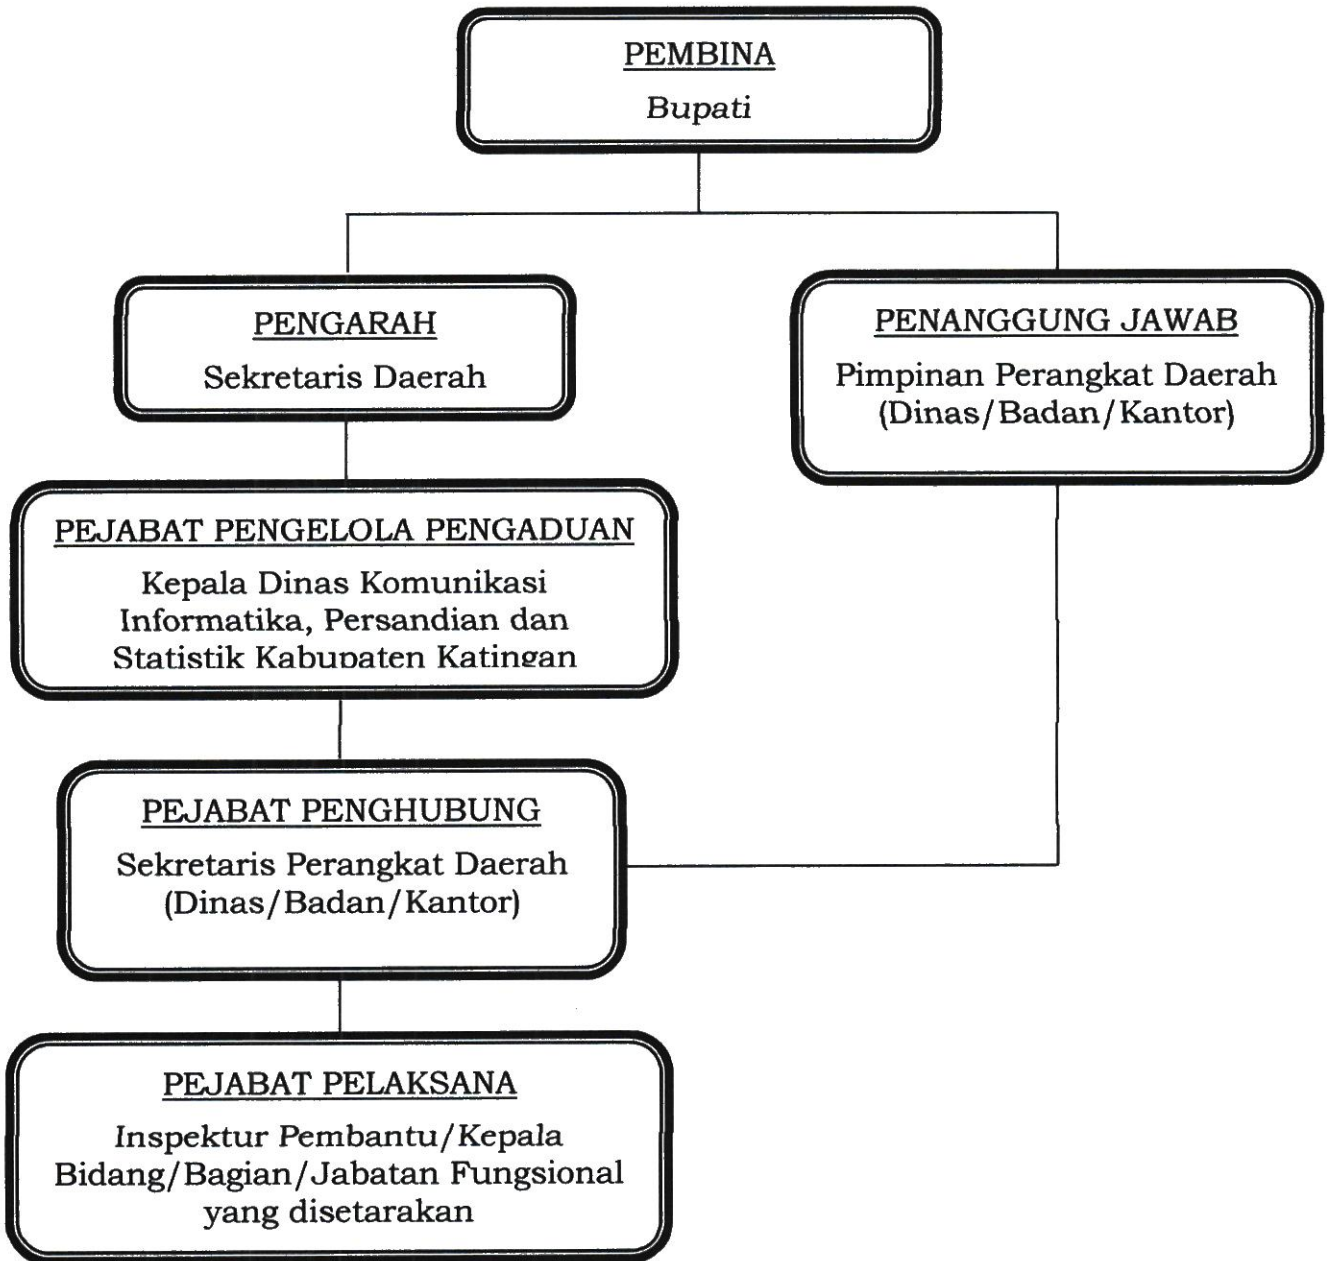 PEMBINA
Bupati
PENGARAH
Sekretaris Daerah
PENANGGUNG JAWAB
Pimpinan Perangkat Daerah
(Dinas/Badan/Kantor)
PEJABAT PENGELOLA PENGADUAN
Kepala Dinas Komunikasi
Informatika, Persandian dan
Statistik Kabupaten Katingan
PEJABAT PENGHUBUNG
Sekretaris Perangkat Daerah
(Dinas/Badan/Kantor)
PEJABAT PELAKSANA
Inspektur Pembantu/Kepala
Bidang/Bagian/Jabatan Fungsional
yang disetarakan